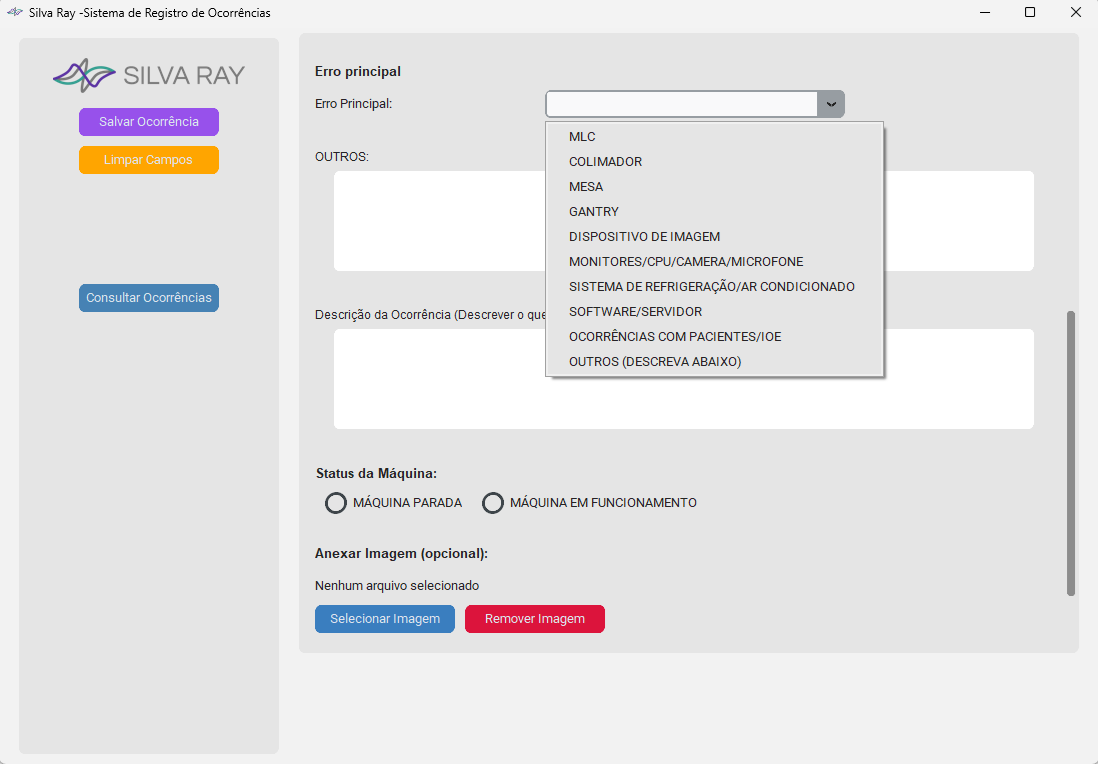 Silva Ray -Sistema de Registro de Ocorrências
SILVA RAY
Salvar Ocorrência
Limpar Campos
Consultar Ocorrências
Erro principal
Erro Principal:
MLC
COLIMADOR
MESA
GANTRY
DISPOSITIVO DE IMAGEM
MONITORES/CPU/CAMERA/MICROFONE
SISTEMA DE REFRIGERAÇÃO/AR CONDICIONADO
SOFTWARE/SERVIDOR
OCORRÊNCIAS COM PACIENTES/IOE
OUTROS (DESCREVA ABAIXO)
OUTROS:
Descrição da Ocorrência (Descrever o que
Status da Máquina:
MÁQUINA PARADA MÁQUINA EM FUNCIONAMENTO
Anexar Imagem (opcional):
Nenhum arquivo selecionado
Selecionar Imagem Remover Imagem